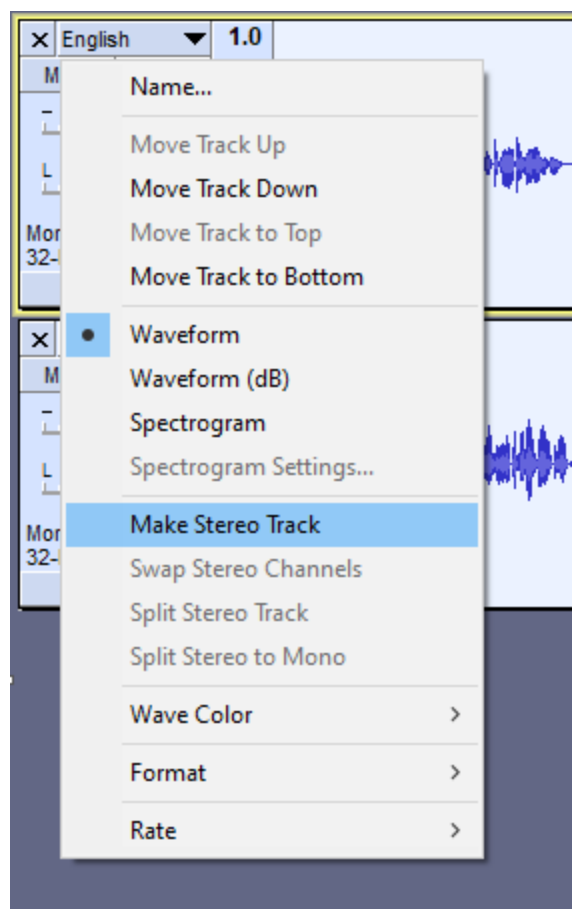 × English 1.0
M
Name...
-
Move Track Up
L
Move Track Down
Move Track to Top
Mor
32-
Move Track to Bottom
Waveform
×
M
Waveform (dB)
-
Spectrogram
L
Spectrogram Settings...
Make Stereo Track
Mor
32-
Swap Stereo Channels
Split Stereo Track
Split Stereo to Mono
Wave Color
Format
Rate